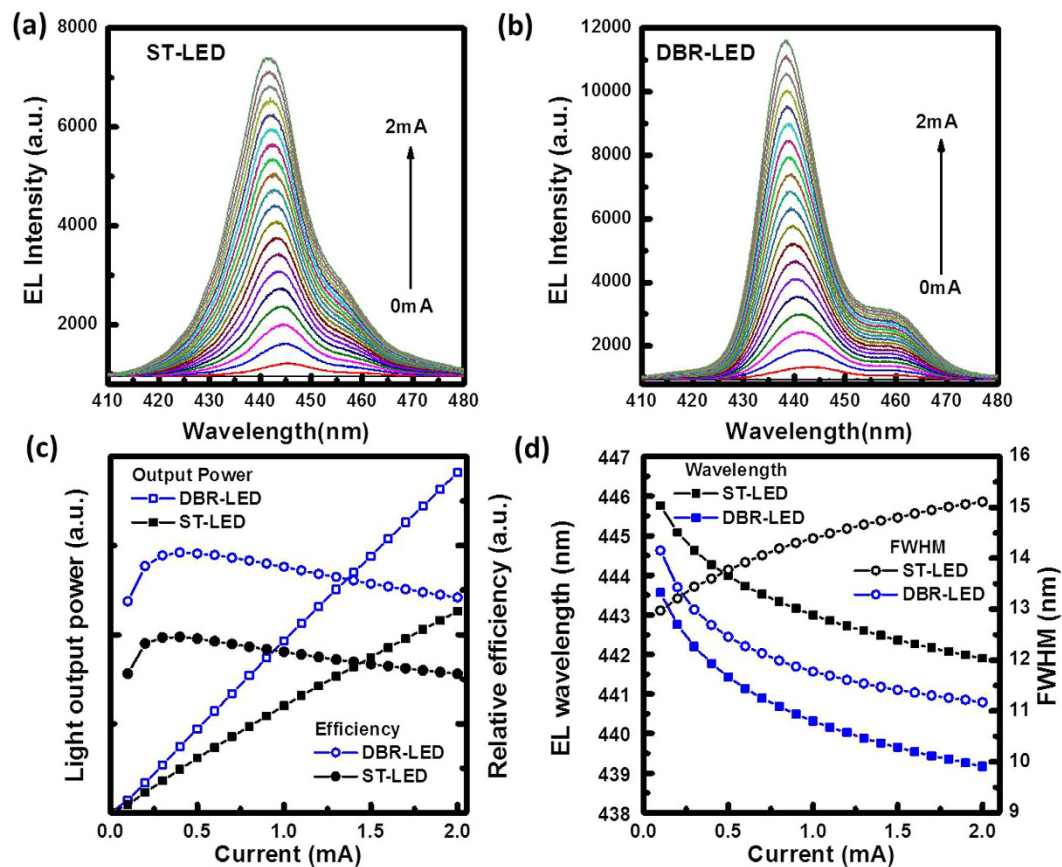 (a)
ST-LED
2mA
0mA
8000
6000
4000
2000
EL Intensity (a.u.)
410 420 430 440 450 460 470 480
Wavelength(nm)
(b)
DBR-LED
2mA
0mA
12000
10000
8000
6000
4000
2000
EL Intensity (a.u.)
410 420 430 440 450 460 470 480
Wavelength(nm)
(c)
Output Power
DBR-LED
ST-LED
Efficiency
DBR-LED
ST-LED
Light output power (a.u.)
Relative efficiency (a.u.)
0.0 0.5 1.0 1.5 2.0
Current (mA)
(d)
Wavelength
ST-LED
DBR-LED
FWHM
ST-LED
DBR-LED
447
446
445
444
443
442
441
440
439
438
EL wavelength (nm)
16
15
14
13
12
11
10
9
FWHM (nm)
0.0 0.5 1.0 1.5 2.0
Current (mA)